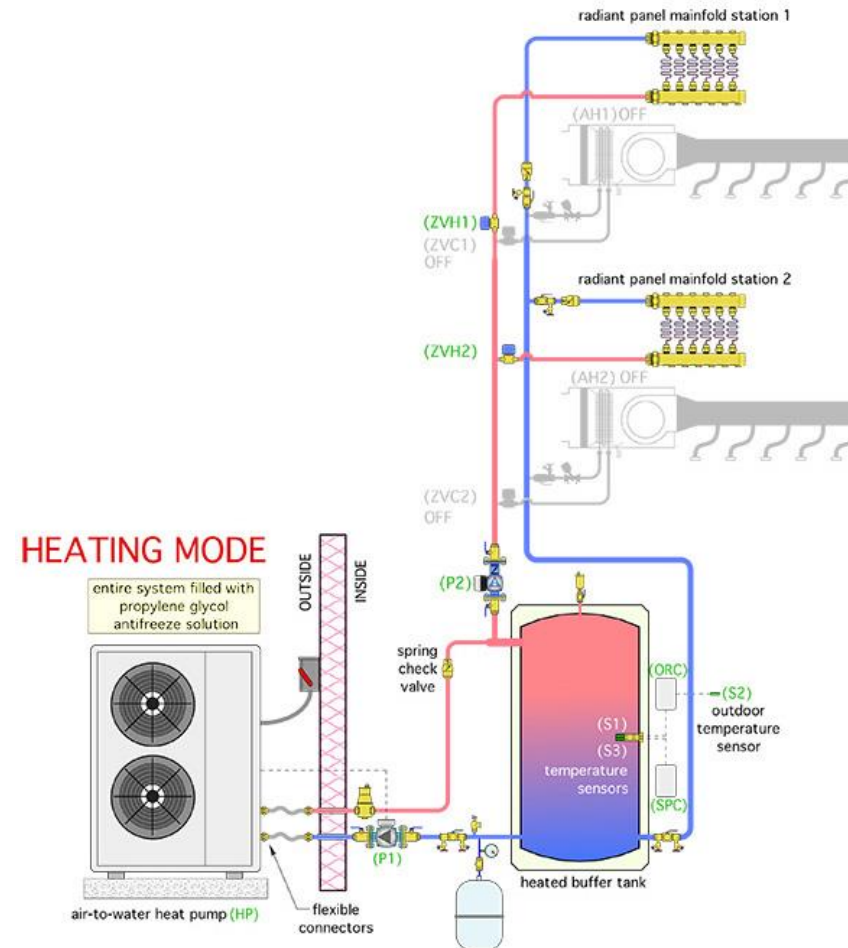 radiant panel mainfold station 1
(AH1) OFF
(ZVH1)
(ZVC1)
OFF
radiant panel mainfold station 2
(ZVH2)
(AH2) OFF
(ZVC2)
OFF
HEATING MODE
entire system filled with
propylene glycol
antifreeze solution
OUTSIDE
INSIDE
(P2)
spring
check
valve
(ORC)
(S2)
outdoor
temperature
sensor
(S1)
(S3)
temperature
sensors
(SPC)
(P1)
heated buffer tank
air-to-water heat pump (HP)
flexible
connectors